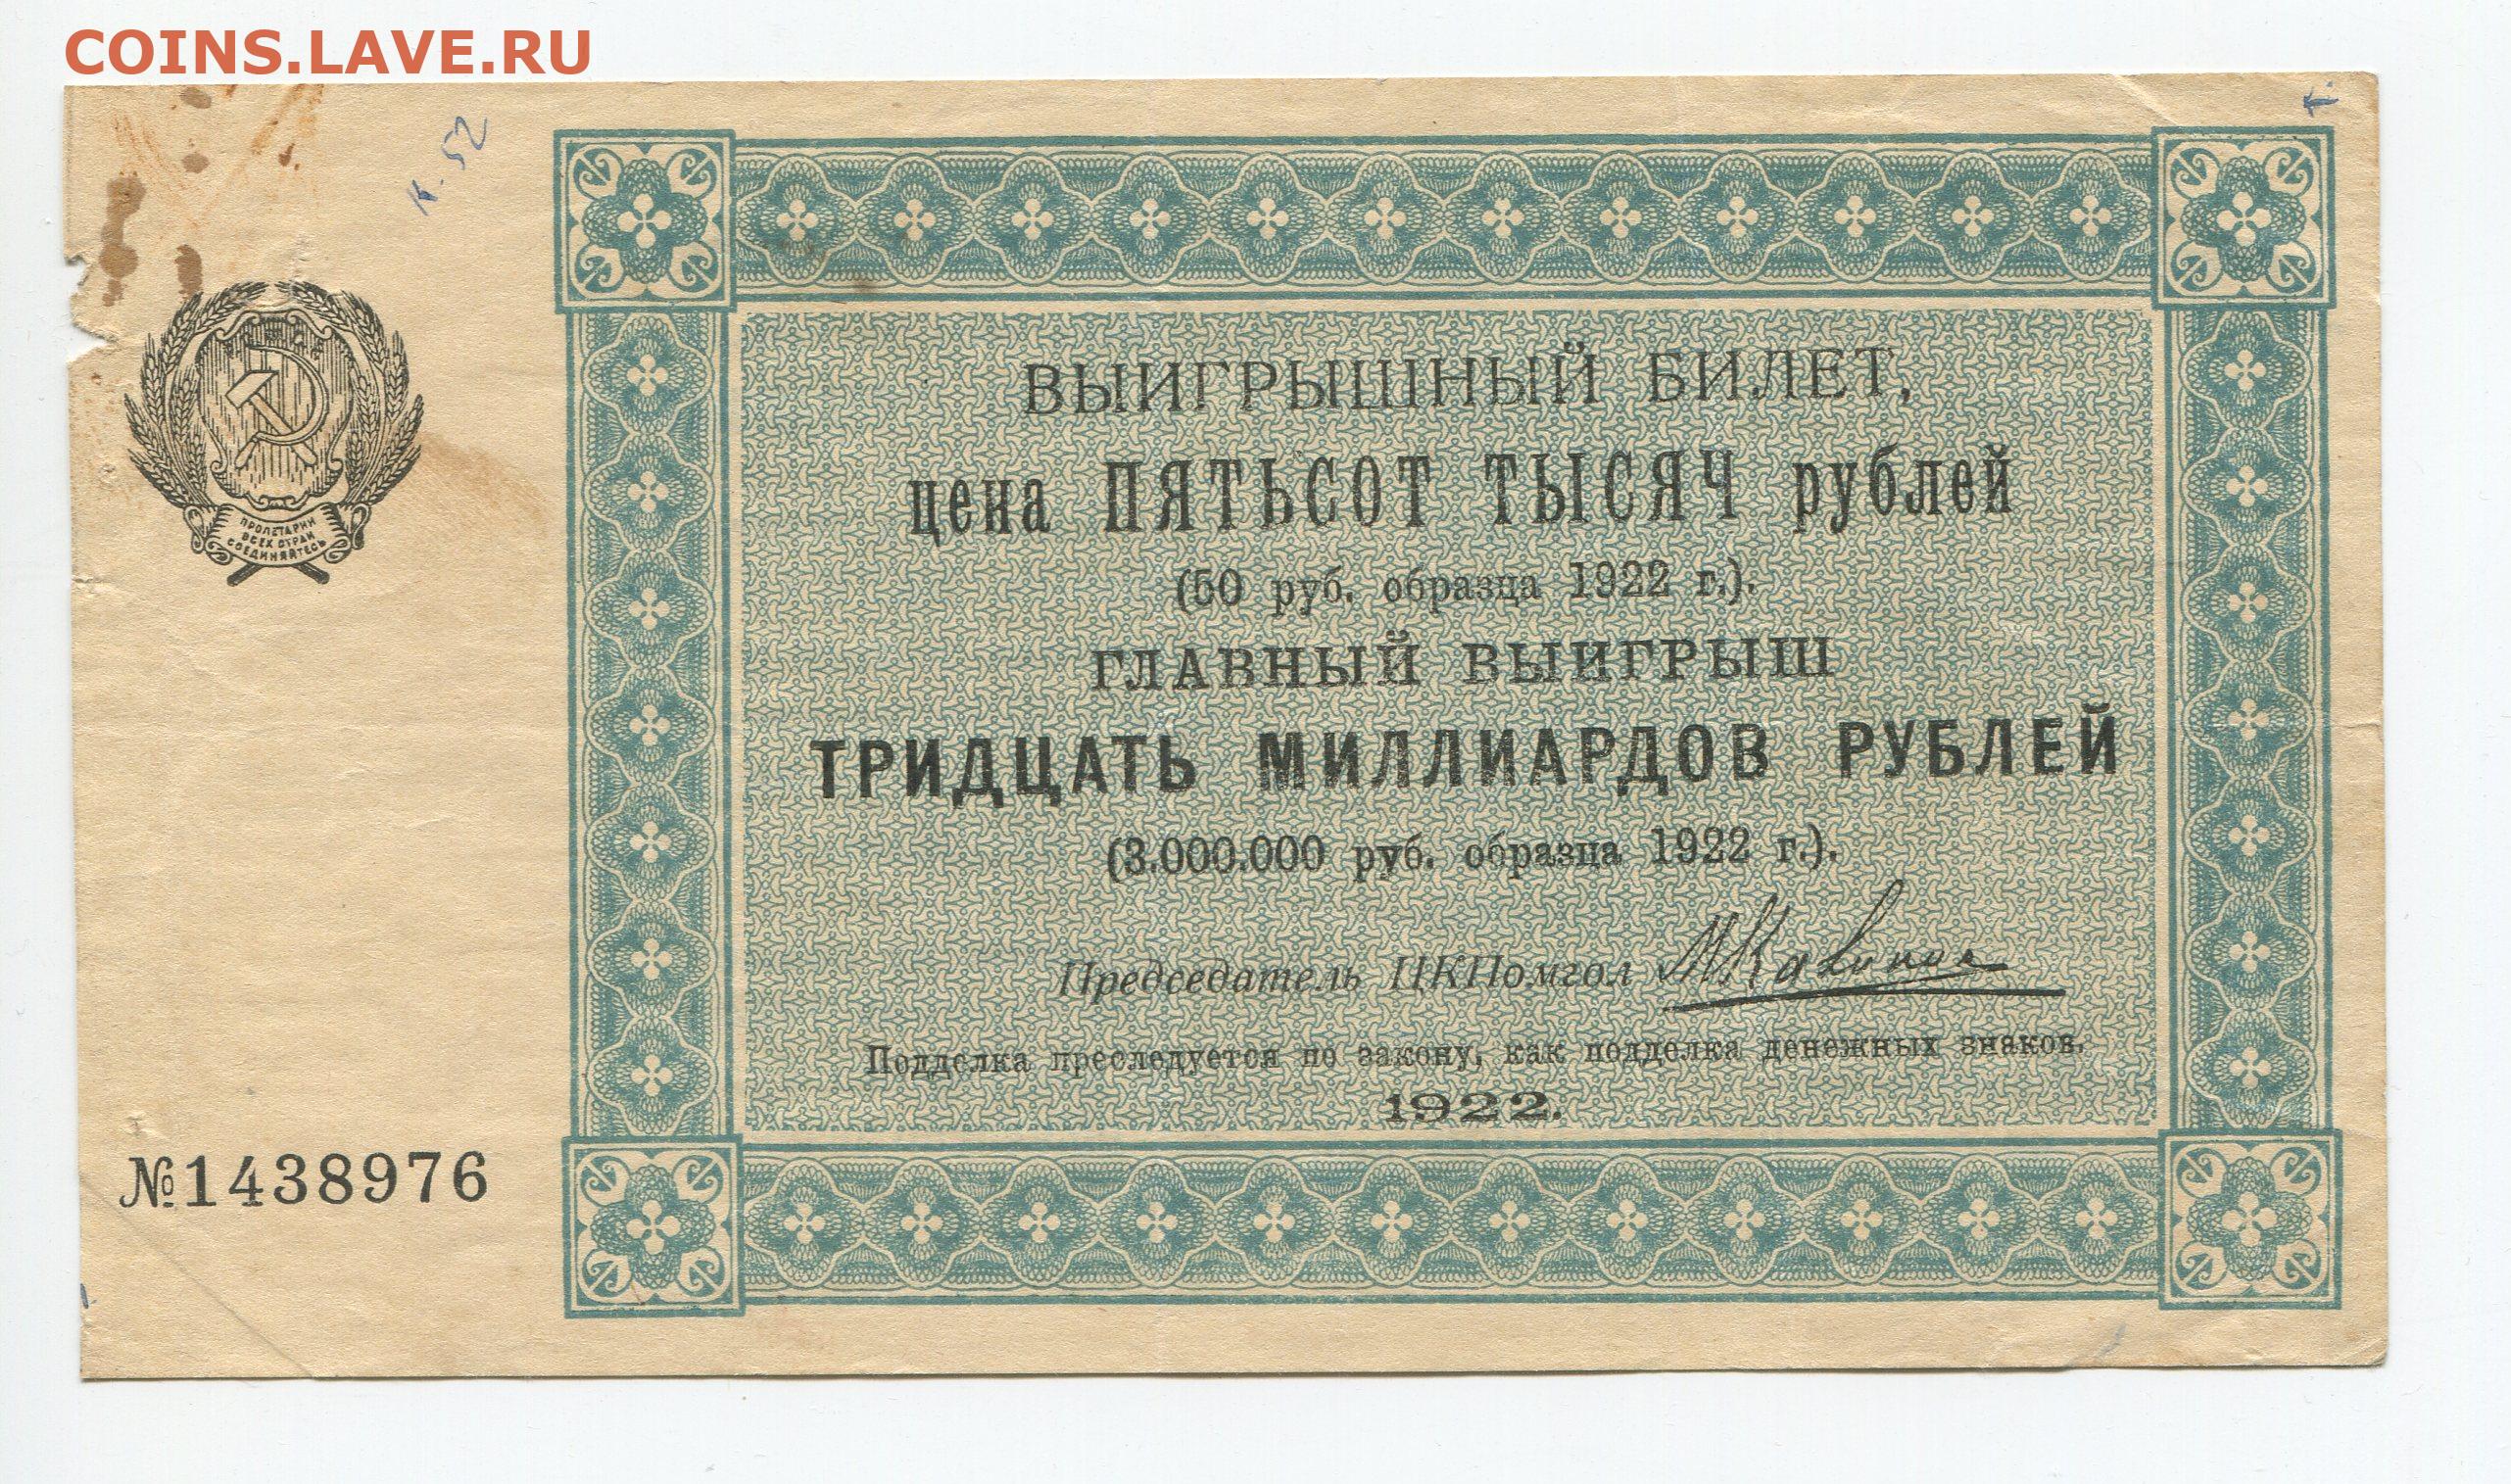 COINS.LAVE.RU
52
ПРОЛЕТАРИИ
ВСЕХ СТРАН
СОЕДИНЯЙТЕСЬ
ВЫИГРЫШНЫЙ БИЛЕТ,
цена ПЯТЬСОТ ТЫСЯЧ рублей
(50 руб. образца 1922 г.).
ГЛАВНЫЙ ВЫИГРЫШ
ТРИДЦАТЬ МИЛЛИАРДОВ РУБЛЕЙ
(3.000.000 руб. образца 1922 г.).
Председатель ЦКПомгол М Калинин
Подделка преследуется по закону, как подделка денежных знаков.
1922.
№1438976